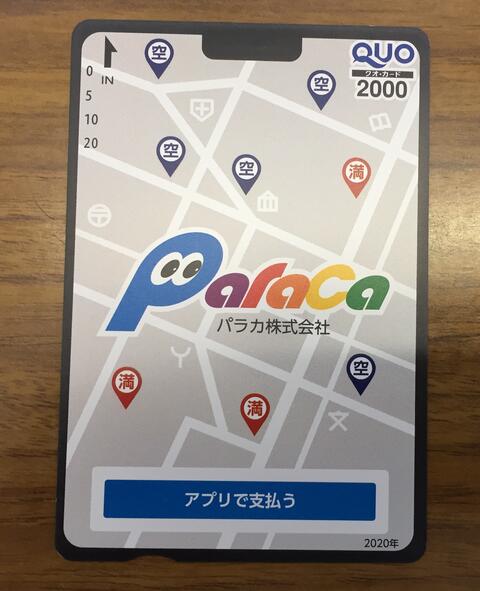 0
IN
5
10
20
QUO
クオ・カード
2000
空
空
空
空
満
ParaCa
パラカ株式会社
満
満
空
アプリで支払う
2020年